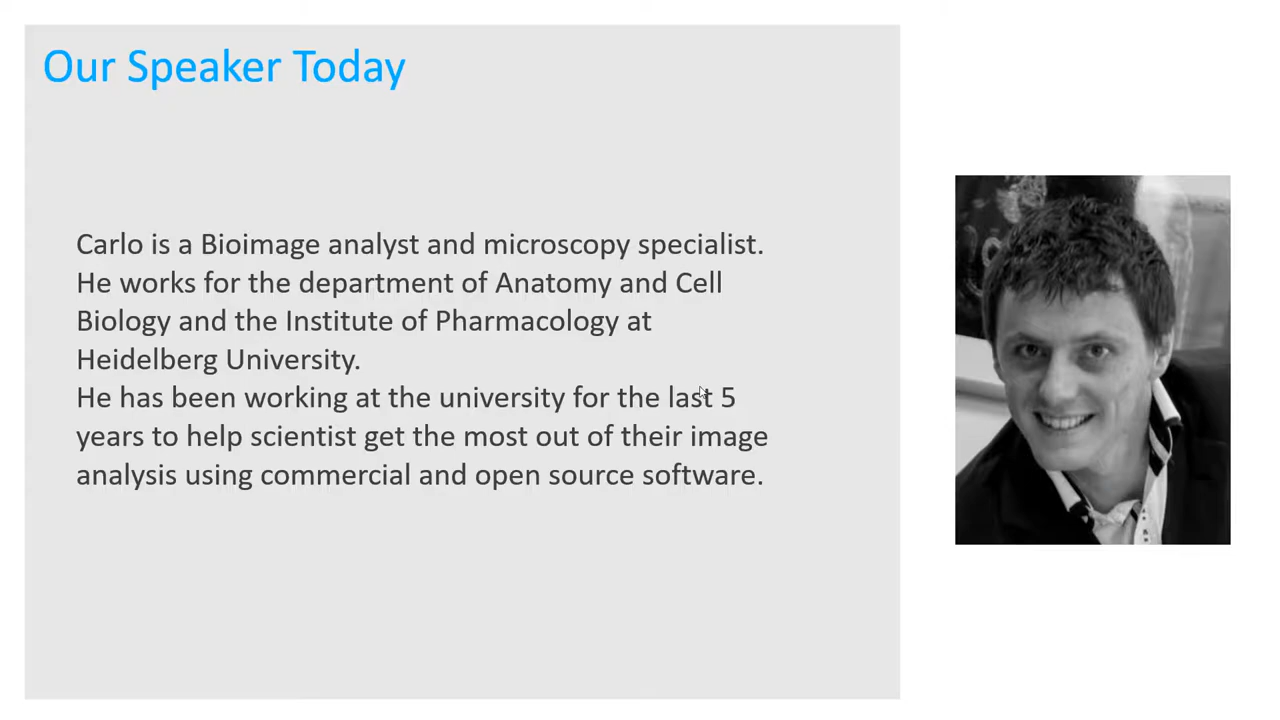 Our Speaker Today
Carlo is a Bioimage analyst and microscopy specialist.
He works for the department of Anatomy and Cell
Biology and the Institute of Pharmacology at
Heidelberg University.
He has been working at the university for the last 5
years to help scientist get the most out of their image
analysis using commercial and open source software.